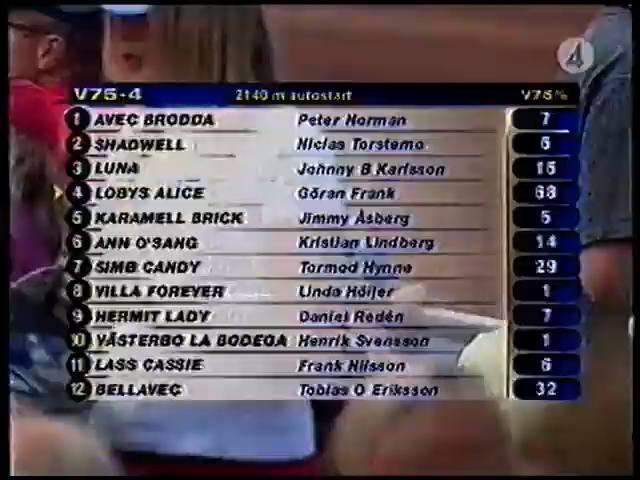 4
V75-4 2140 m autostart V75%
1 AVEC BRODDA Peter Norman 7
2 SHADWELL Niclas Torstemo 6
3 LUNA Johnny B Karlsson 15
4 LOBYS ALICE Göran Frank 68
5 KARAMELL BRICK Jimmy Åsberg 5
6 ANN O'SANG Kristian Lindberg 14
7 SIMB CANDY Tormod Hynne 29
8 VILLA FOREVER Linda Höijer 1
9 HERMIT LADY Daniel Redén 7
10 VÄSTERBO LA BODEGA Henrik Svensson 1
11 LASS CASSIE Frank Nilsson 6
12 BELLAVEC Tobias O Eriksson 32